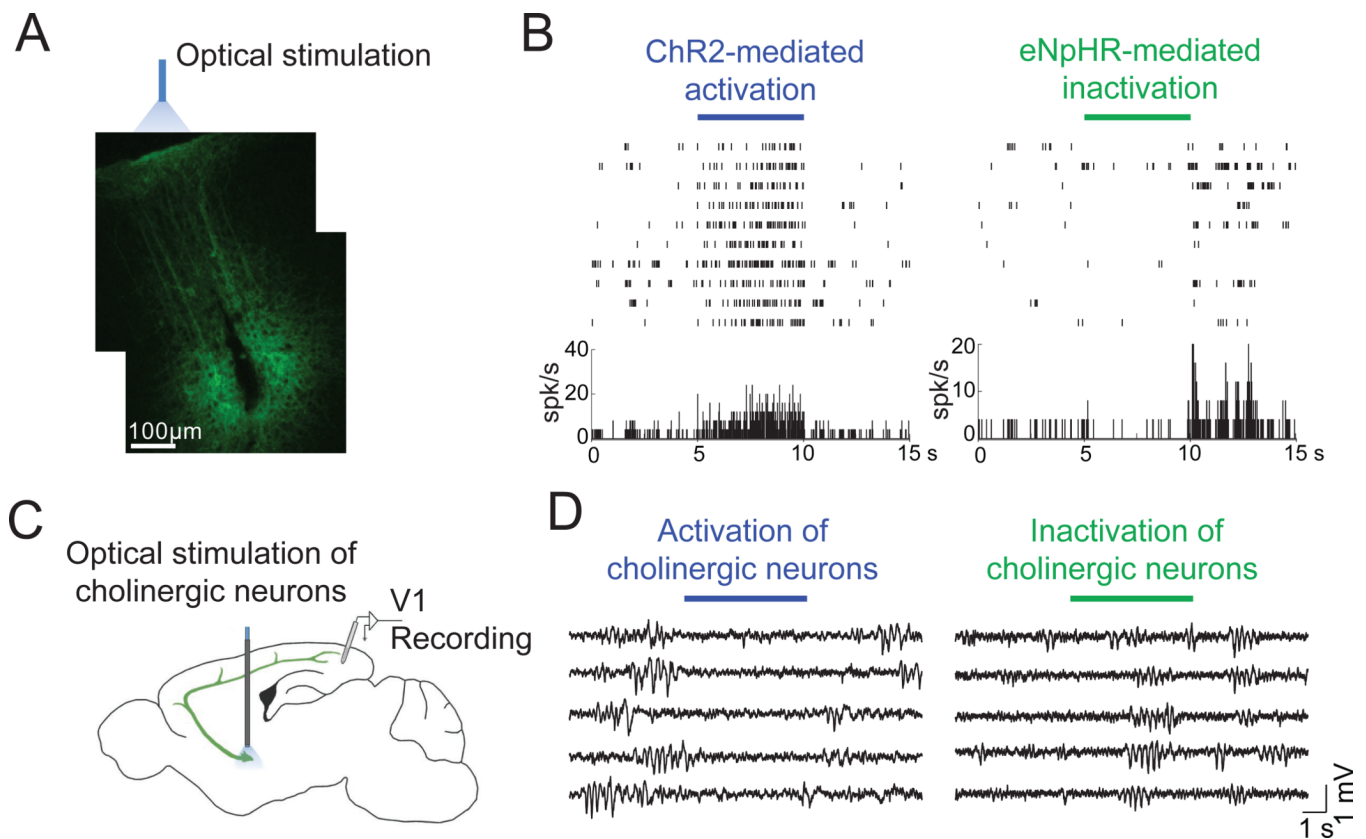 A
Optical stimulation
100µm
B
ChR2-mediated
activation
eNpHR-mediated
inactivation
40
20
0
spk/s
0
5
10
15 s
20
10
0
spk/s
0
5
10
15 s
C
Optical stimulation of
cholinergic neurons
V1
Recording
D
Activation of
cholinergic neurons
Inactivation of
cholinergic neurons
1 mV
1 s